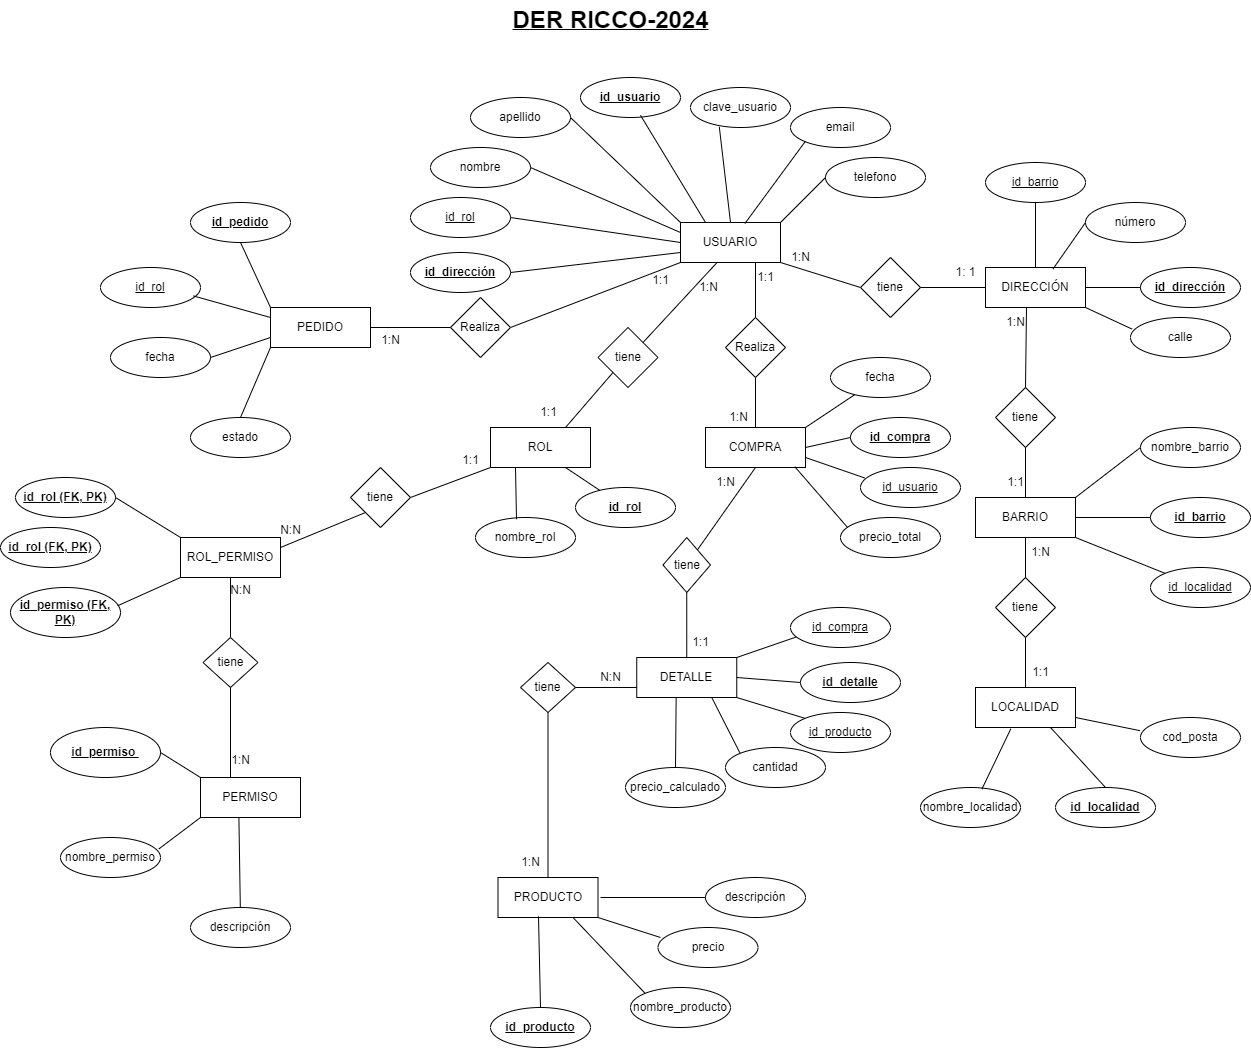 DER RICCO-2024
id_usuario
clave_usuario
apellido
email
nombre
telefono
id_rol
id_dirección
USUARIO
id_barrio
número
id_dirección
calle
DIRECCIÓN
1:N
tiene
1: 1
1:N
id_pedido
id_rol
fecha
estado
PEDIDO
1:N
Realiza
1:1
1:N
tiene
1:1
1:1
Realiza
1:N
ROL
nombre_rol
id_rol
1:1
tiene
N:N
COMPRA
fecha
id_compra
id_usuario
precio_total
1:N
tiene
1:1
tiene
1:1
BARRIO
nombre_barrio
id_barrio
id_localidad
1:N
tiene
1:1
LOCALIDAD
cod_posta
nombre_localidad
id_localidad
id_rol (FK, PK)
id_rol (FK, PK)
id_permiso (FK,
PK)
ROL_PERMISO
N:N
tiene
1:N
PERMISO
id_permiso
nombre_permiso
descripción
DETALLE
id_compra
id_detalle
id_producto
cantidad
precio_calculado
N:N
tiene
1:N
PRODUCTO
descripción
precio
nombre_producto
id_producto